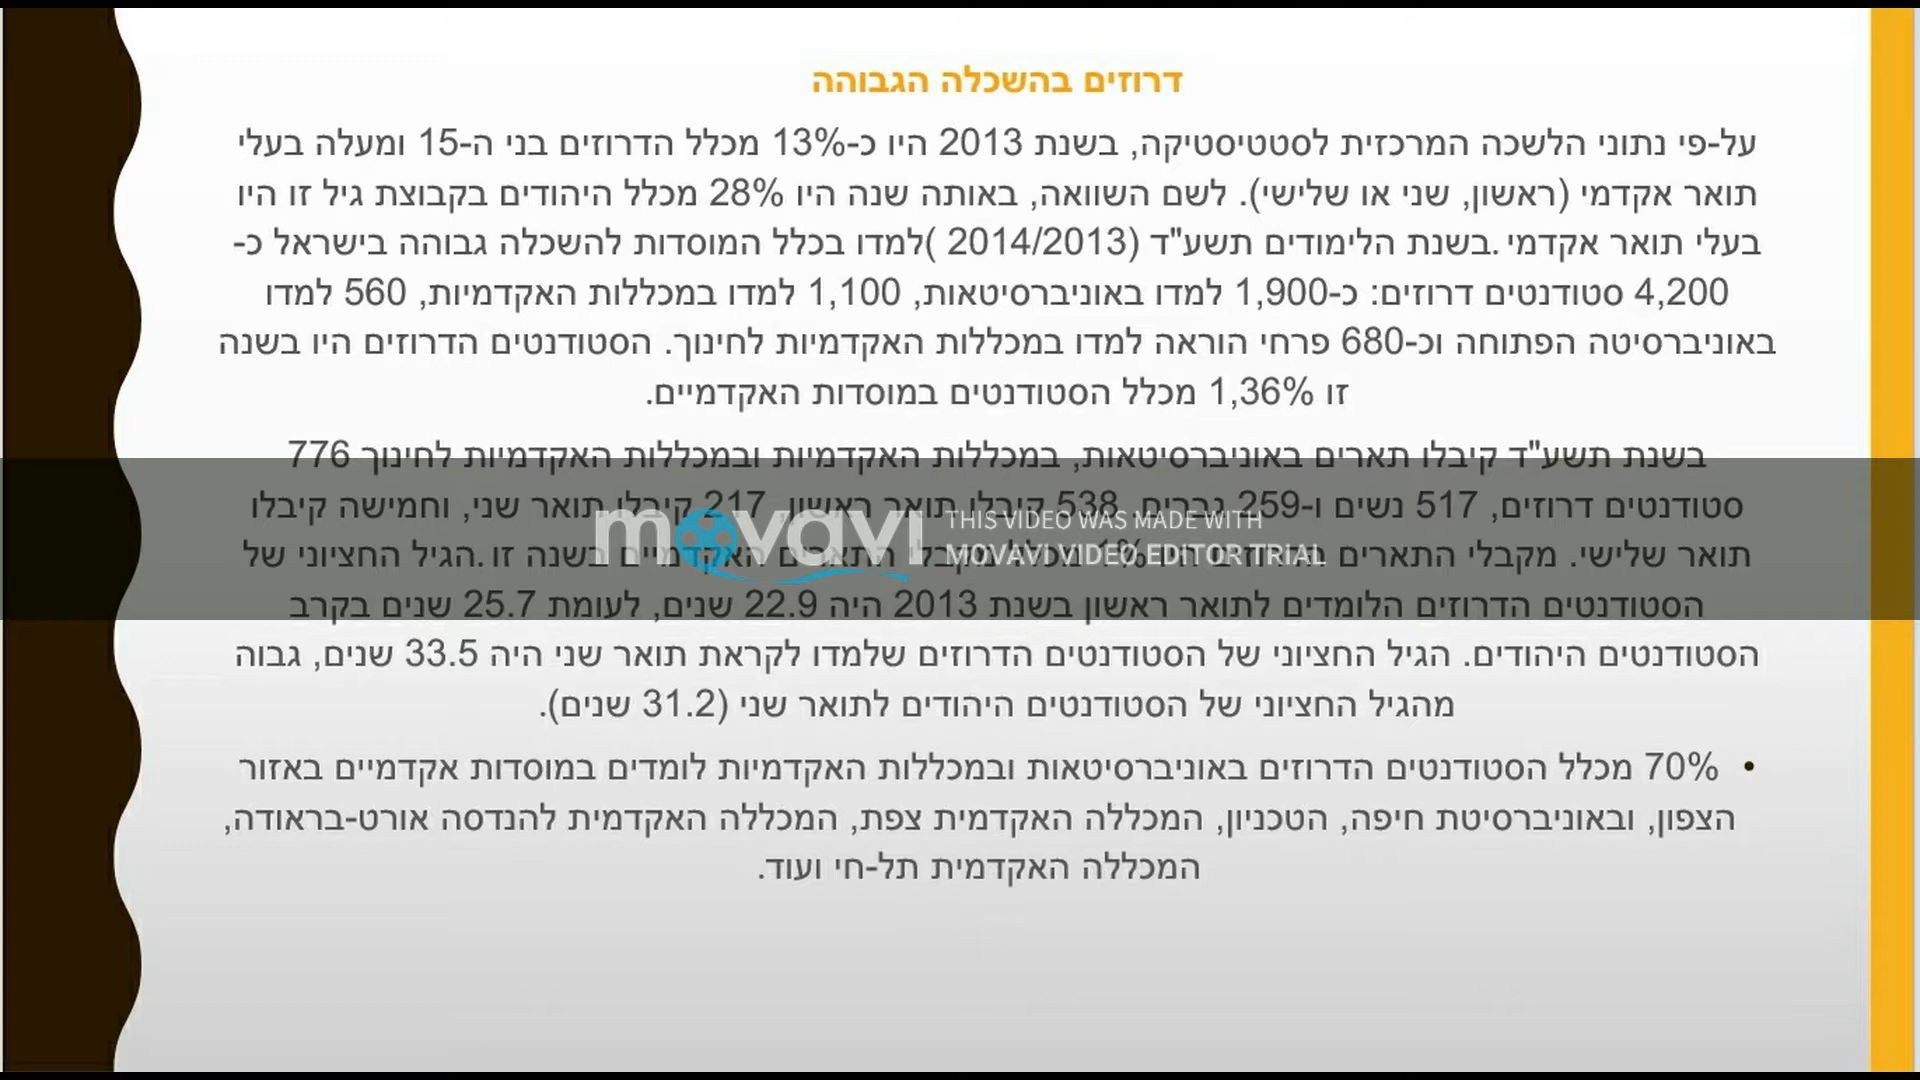 דרוזים בהשכלה הגבוהה
על-פי נתוני הלשכה המרכזית לסטטיסטיקה, בשנת 2013 היו כ-13% מכלל הדרוזים בני ה-15 ומעלה בעלי
תואר אקדמי (ראשון, שני או שלישי). לשם השוואה, באותה שנה היו 28% מכלל היהודים בקבוצת גיל זו היו
בעלי תואר אקדמי .בשנת הלימודים תשע"ד (2014/2013 )למדו בכלל המוסדות להשכלה גבוהה בישראל כ-
4,200 סטודנטים דרוזים: כ-1,900 למדו באוניברסיטאות, 1,100 למדו במכללות האקדמיות, 560 למדו
באוניברסיטה הפתוחה וכ-680 פרחי הוראה למדו במכללות האקדמיות לחינוך. הסטודנטים הדרוזים היו בשנה
זו 1,36% מכלל הסטודנטים במוסדות האקדמיים.
בשנת תשע"ד קיבלו תארים באוניברסיטאות, במכללות האקדמיות ובמכללות האקדמיות לחינוך 776
סטודנטים דרוזים, 517 נשים ו-259 גברים. 538 קיבלו תואר ראשון, 217 קיבלו תואר שני, וחמישה קיבלו
תואר שלישי. מקבלי התארים הדרוזים היו 1% מכלל מקבלי התארים האקדמיים בשנה זו .הגיל החציוני של
movavi THIS VIDEO WAS MADE WITH
MOVAVI VIDEO EDITOR TRIAL
הסטודנטים הדרוזים הלומדים לתואר ראשון בשנת 2013 היה 22.9 שנים, לעומת 25.7 שנים בקרב
הסטודנטים היהודים. הגיל החציוני של הסטודנטים הדרוזים שלמדו לקראת תואר שני היה 33.5 שנים, גבוה
מהגיל החציוני של הסטודנטים היהודים לתואר שני (31.2 שנים).
• 70% מכלל הסטודנטים הדרוזים באוניברסיטאות ובמכללות האקדמיות לומדים במוסדות אקדמיים באזור
הצפון, ובאוניברסיטת חיפה, הטכניון, המכללה האקדמית צפת, המכללה האקדמית להנדסה אורט-בראודה,
המכללה האקדמית תל-חי ועוד.